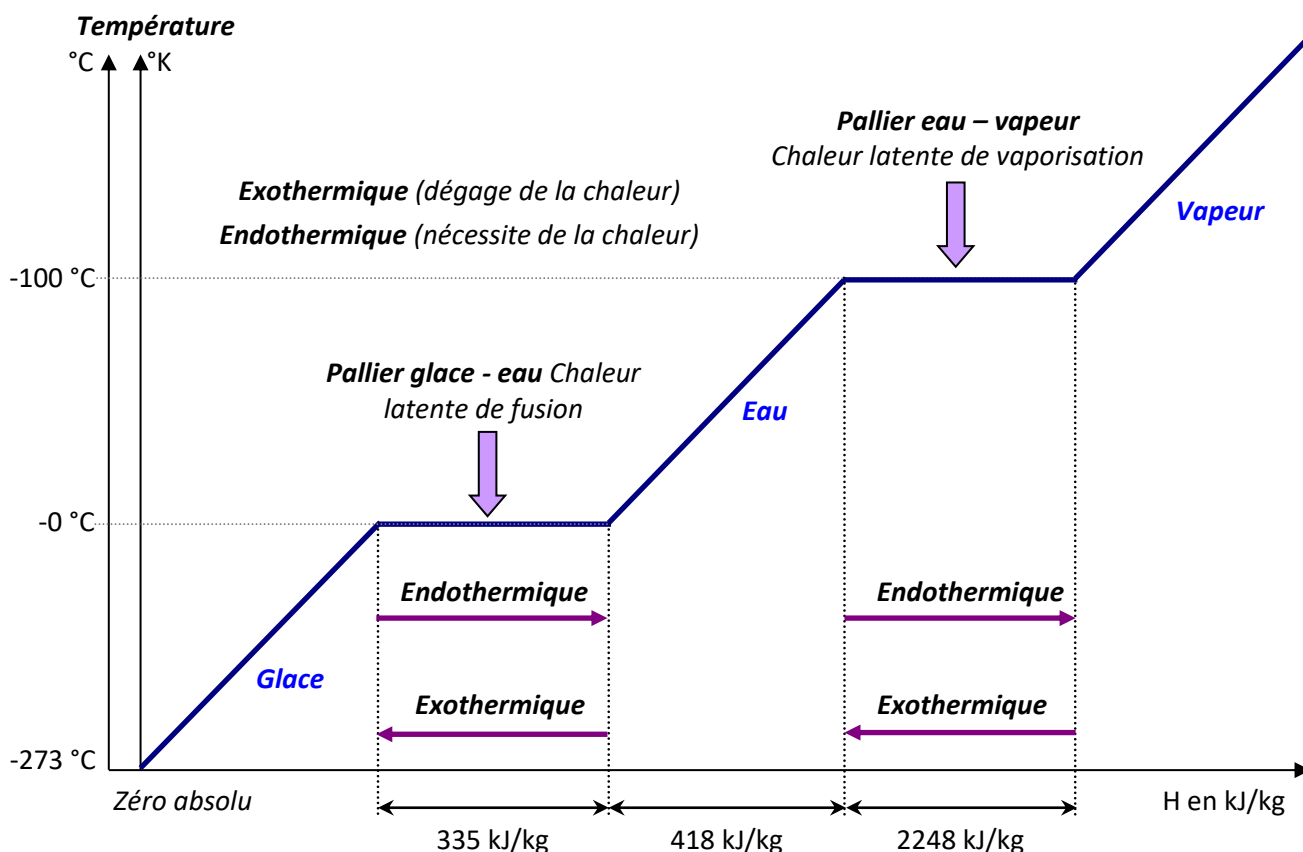 Température
°C
°K
Pallier eau – vapeur
Chaleur latente de vaporisation
Exothermique (dégage de la chaleur)
Vapeur
Endothermique (nécessite de la chaleur)
-100 °C
Pallier glace - eau Chaleur
latente de fusion
Eau
-0 °C
Endothermique
Endothermique
Glace
Exothermique
Exothermique
-273 °C
Zéro absolu
H en kJ/kg
335 kJ/kg
418 kJ/kg
2248 kJ/kg